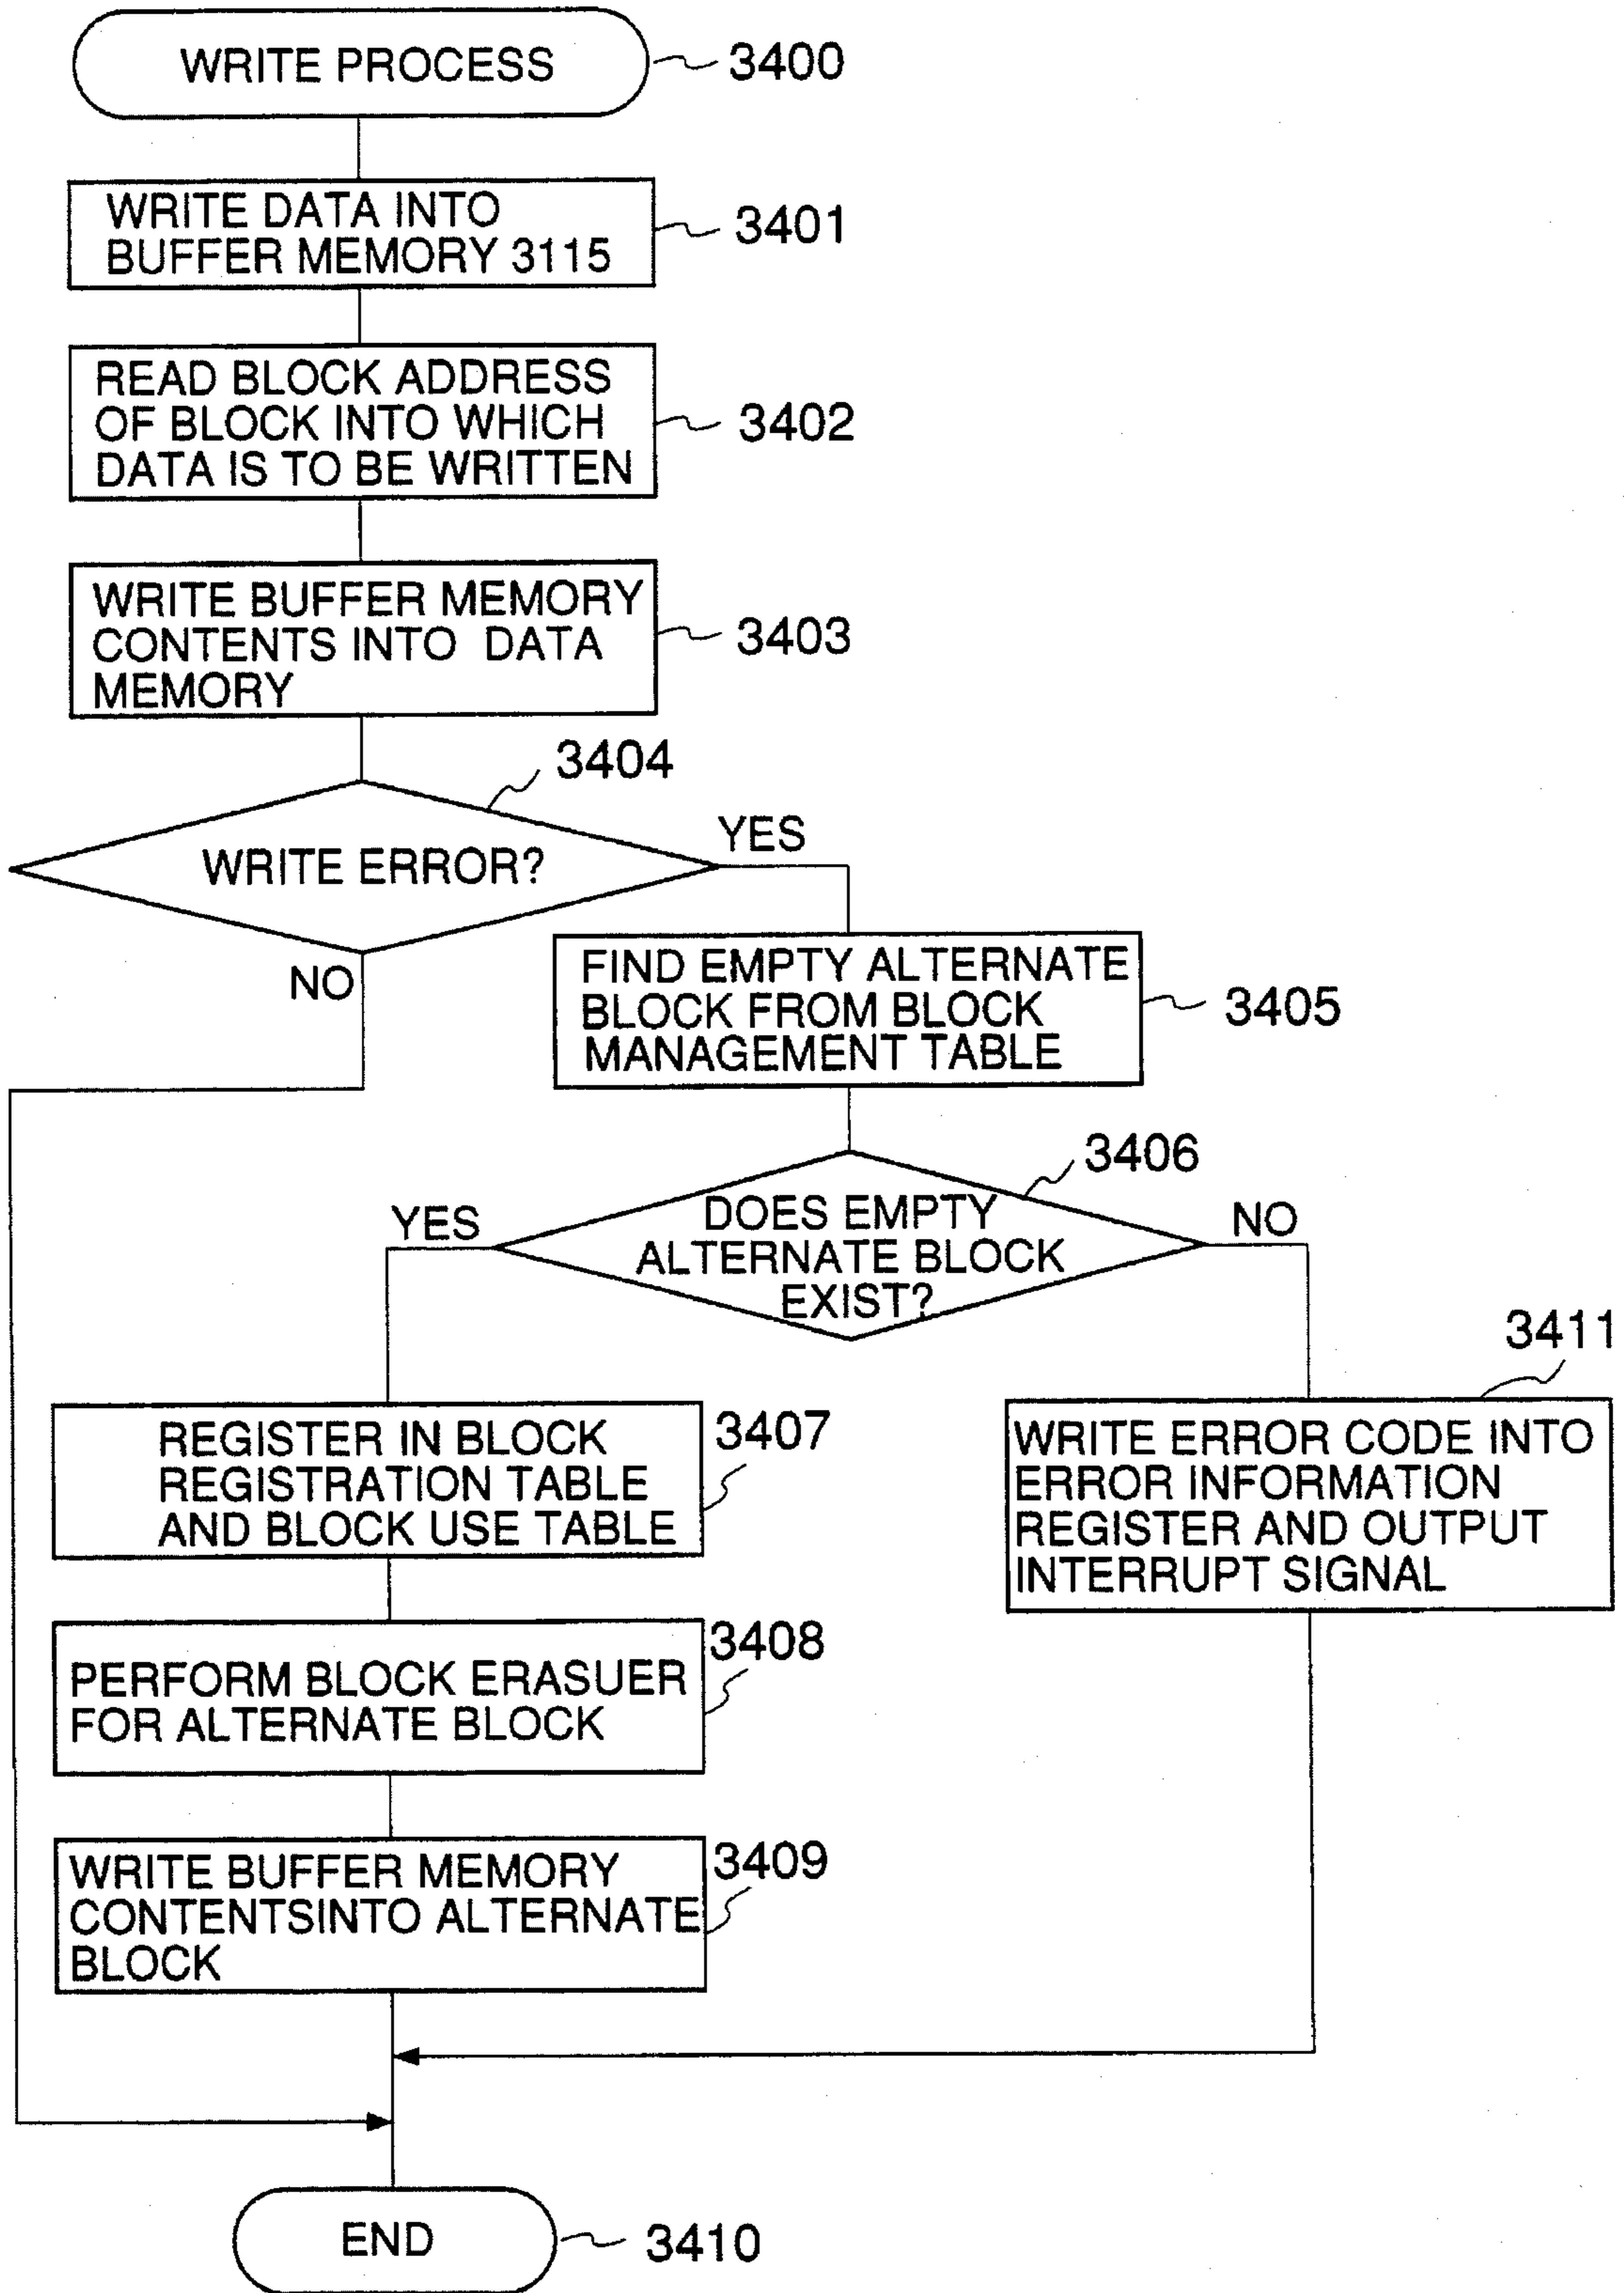 WRITE PROCESS
3400
WRITE DATA INTO
BUFFER MEMORY 3115
3401
READ BLOCK ADDRESS
OF BLOCK INTO WHICH
DATA IS TO BE WRITTEN
3402
WRITE BUFFER MEMORY
CONTENTS INTO DATA
MEMORY
3403
3404
WRITE ERROR?
YES
NO
FIND EMPTY ALTERNATE
BLOCK FROM BLOCK
MANAGEMENT TABLE
3405
3406
DOES EMPTY
ALTERNATE BLOCK
EXIST?
YES
NO
3411
REGISTER IN BLOCK
REGISTRATION TABLE
AND BLOCK USE TABLE
3407
WRITE ERROR CODE INTO
ERROR INFORMATION
REGISTER AND OUTPUT
INTERRUPT SIGNAL
3408
PERFORM BLOCK ERASUER
FOR ALTERNATE BLOCK
3409
WRITE BUFFER MEMORY
CONTENTSINTO ALTERNATE
BLOCK
END
3410